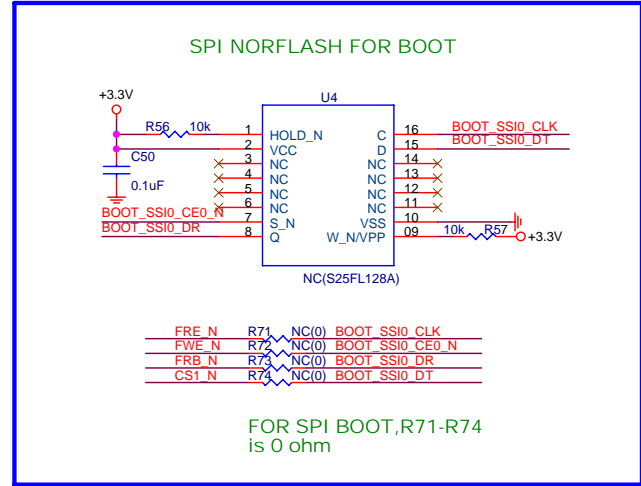 SPI NORFLASH FOR BOOT
+3.3V
U4
R56 10k
1 HOLD_N C 16 BOOT_SSI0_CLK
2 VCC D 15 BOOT_SSI0_DT
C50
3 NC NC 14
4 NC NC 13
0.1uF
5 NC NC 12
6 NC NC 11
BOOT_SSI0_CE0_N 7 S_N VSS 10
BOOT_SSI0_DR 8 Q W_N/VPP 09 10k R57 +3.3V
NC(S25FL128A)
FRE_N R71 NC(0) BOOT_SSI0_CLK
FWE_N R72 NC(0) BOOT_SSI0_CE0_N
FRB_N R73 NC(0) BOOT_SSI0_DR
CS1_N R74 NC(0) BOOT_SSI0_DT
FOR SPI BOOT,R71-R74
is 0 ohm